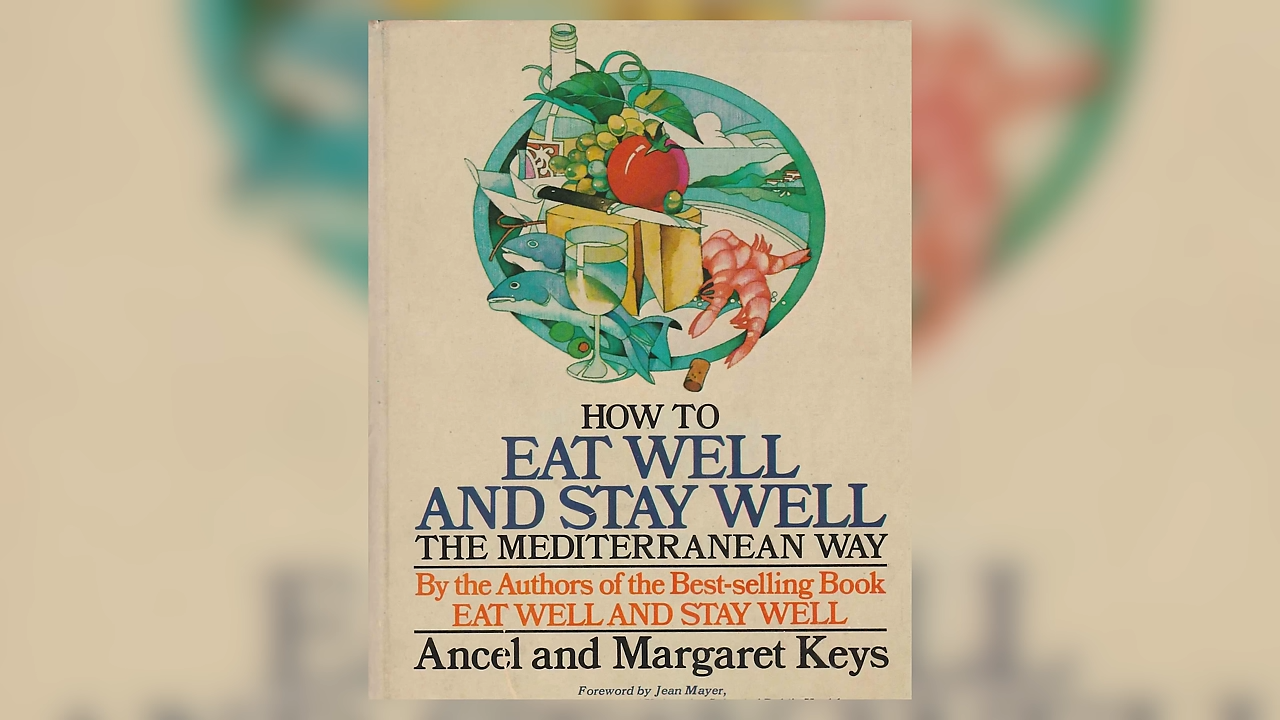 HOW TO
EAT WELL
AND STAY WELL
THE MEDITERRANEAN WAY
By the Authors of the Best-selling Book
EAT WELL AND STAY WELL
Ancel and Margaret Keys
Foreword by Jean Mayer,